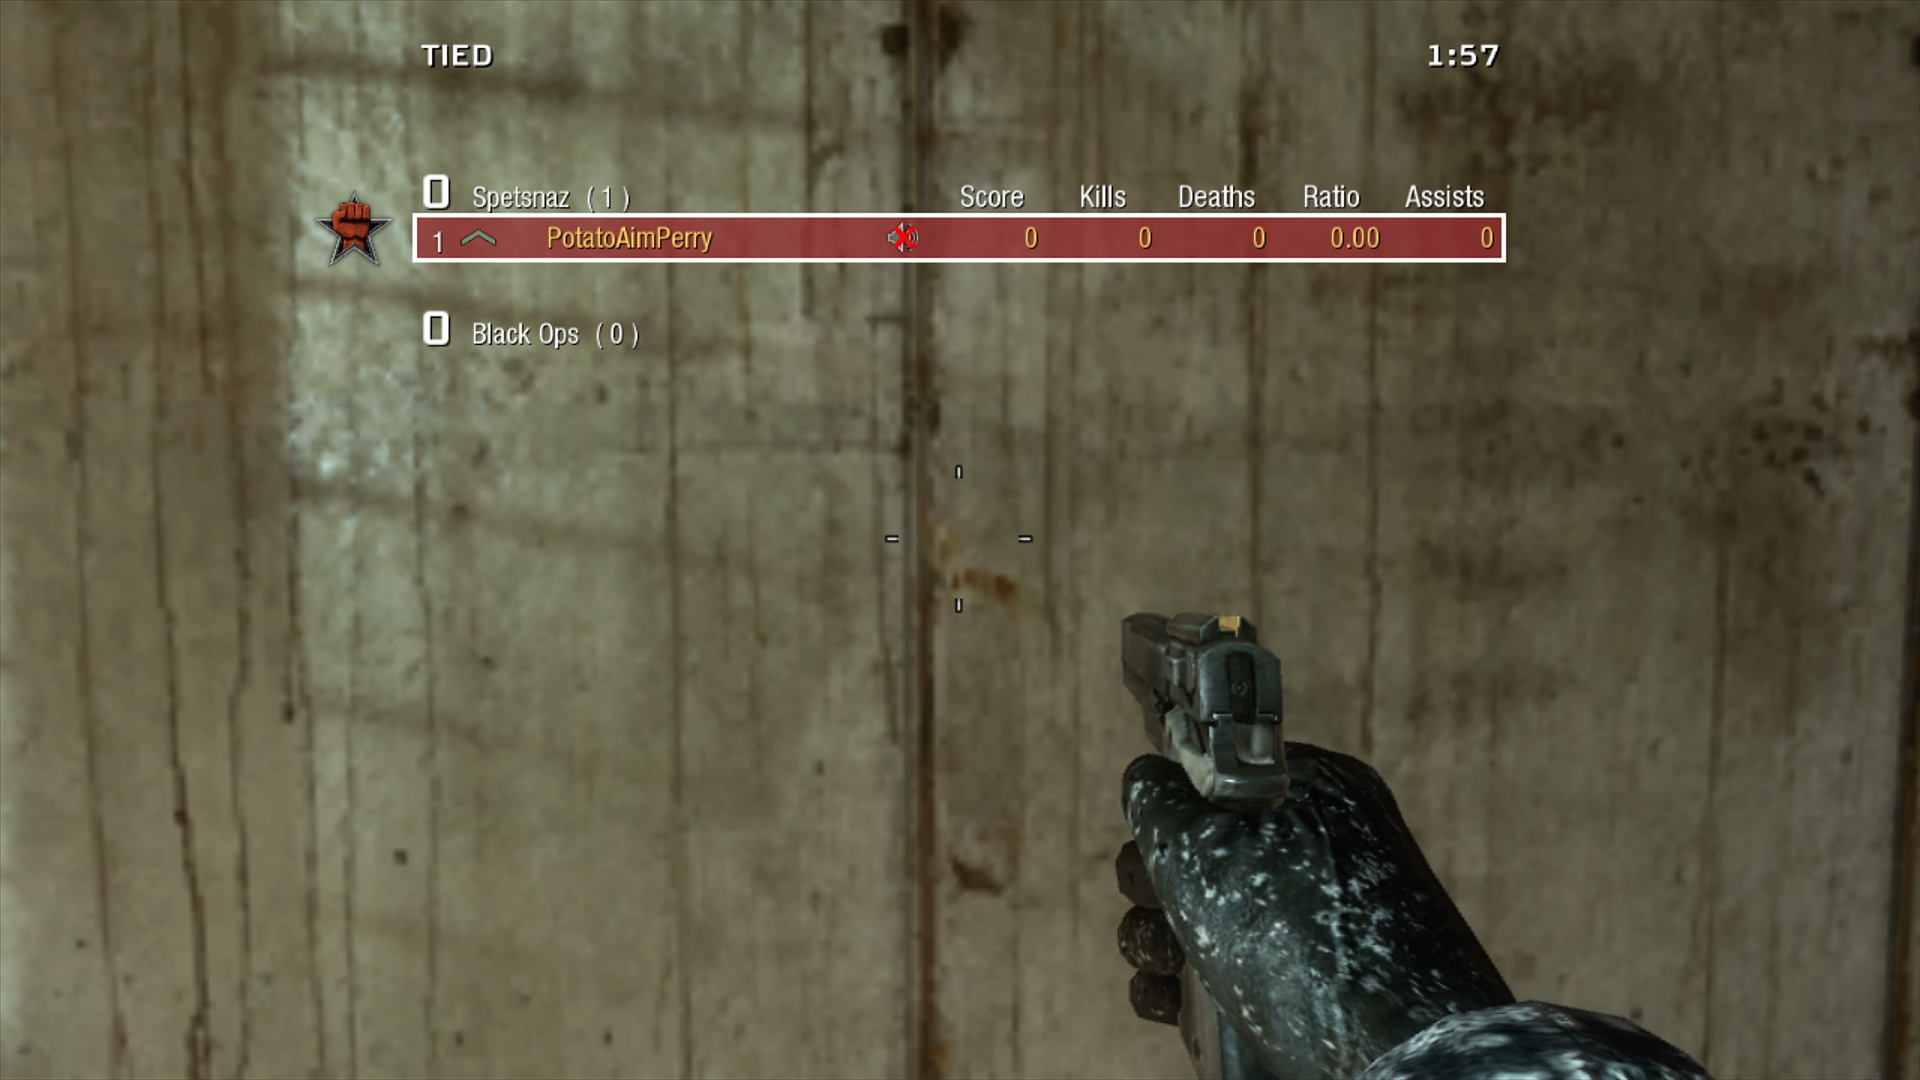 TIED 1:57
0 Spetsnaz ( 1 ) Score Kills Deaths Ratio Assists
1 PotatoAimPerry 0 0 0 0.00 0
0 Black Ops ( 0 )